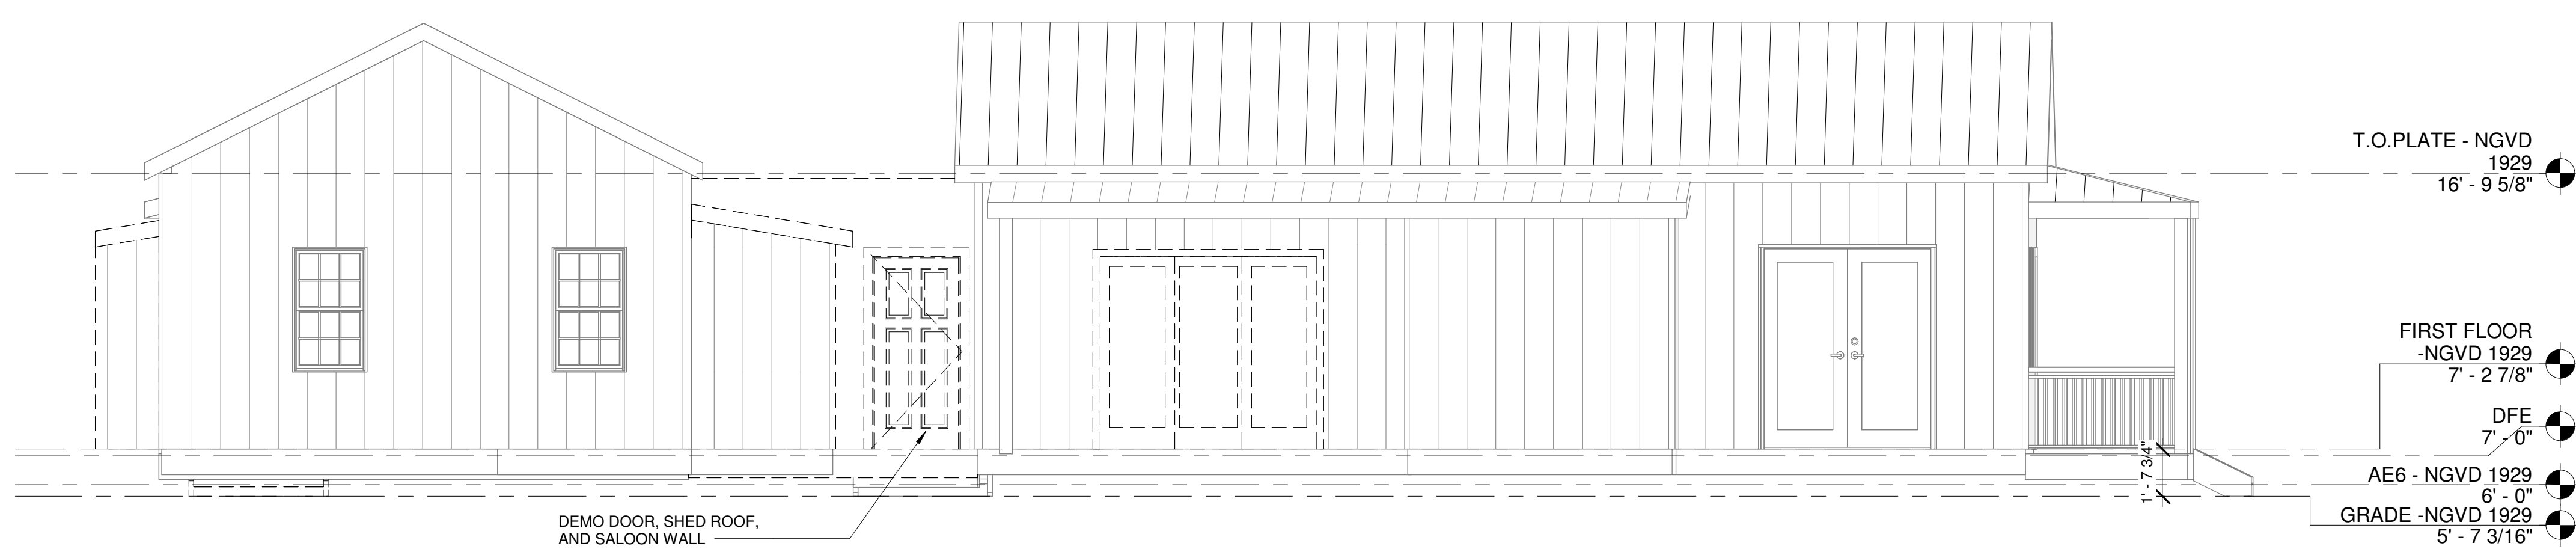 T.O.PLATE - NGVD
1929
16' - 9 5/8"
FIRST FLOOR
-NGVD 1929
7' - 2 7/8"
DFE
7' - 0"
1' - 7 3/4"
AE6 - NGVD 1929
6' - 0"
GRADE -NGVD 1929
5' - 7 3/16"
DEMO DOOR, SHED ROOF,
AND SALOON WALL